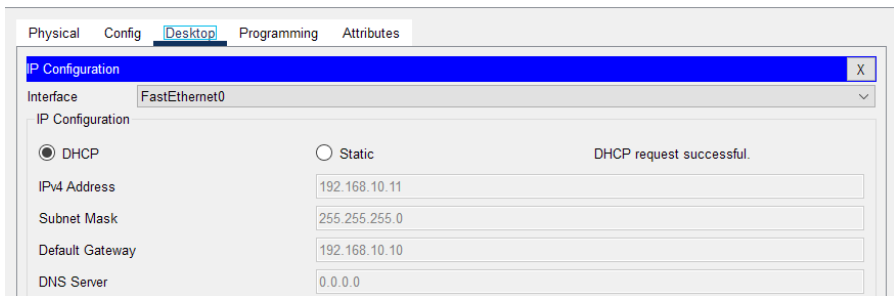 Physical Config Desktop Programming Attributes
IP Configuration X
Interface FastEthernet0
IP Configuration
DHCP Static DHCP request successful.
IPv4 Address 192.168.10.11
Subnet Mask 255.255.255.0
Default Gateway 192.168.10.10
DNS Server 0.0.0.0